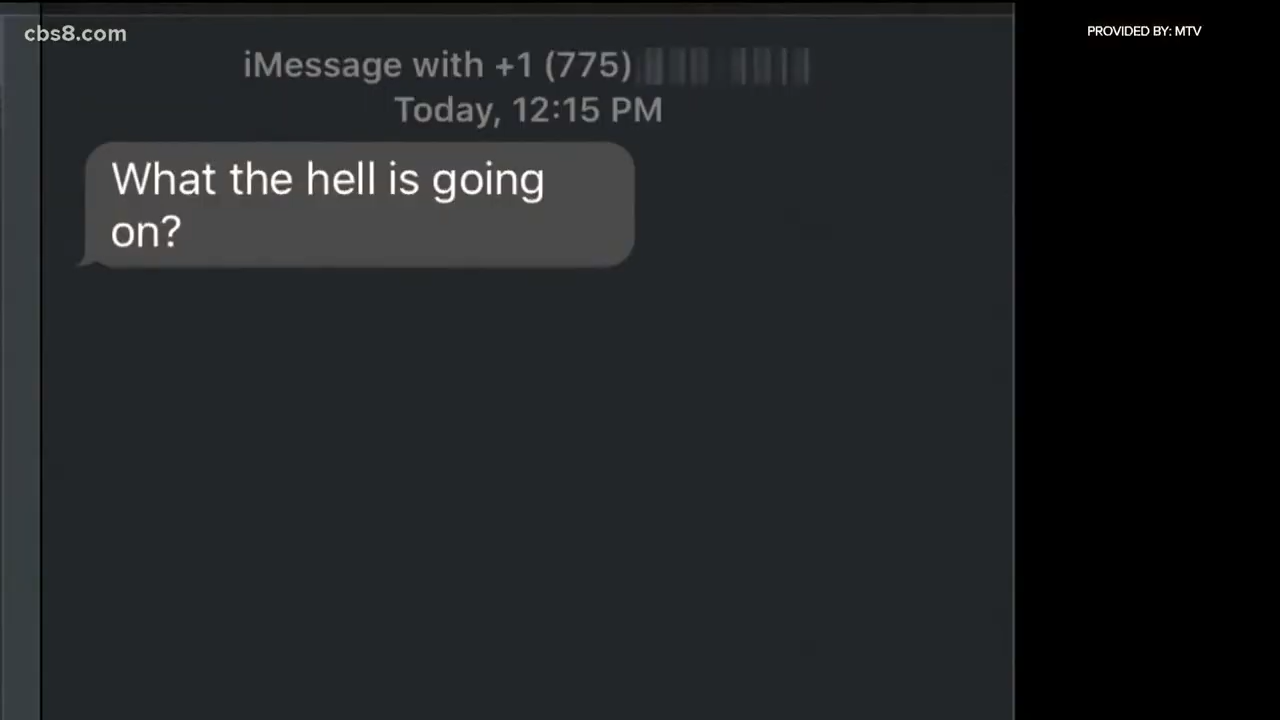 cbs8.com
PROVIDED BY: MTV
iMessage with +1 (775)
Today, 12:15 PM
What the hell is going
on?